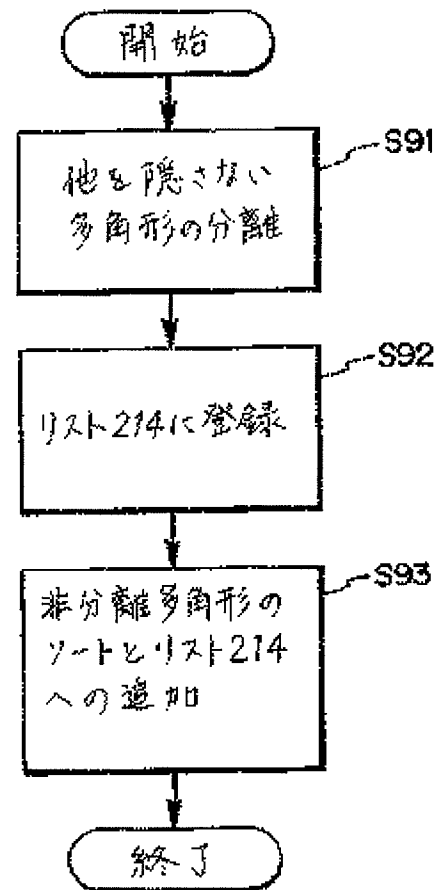 開始
他を隠さない
多角形の分離
S91
リスト214に登録
S92
非分離多角形の
ソートとリスト214
への追加
S93
終了